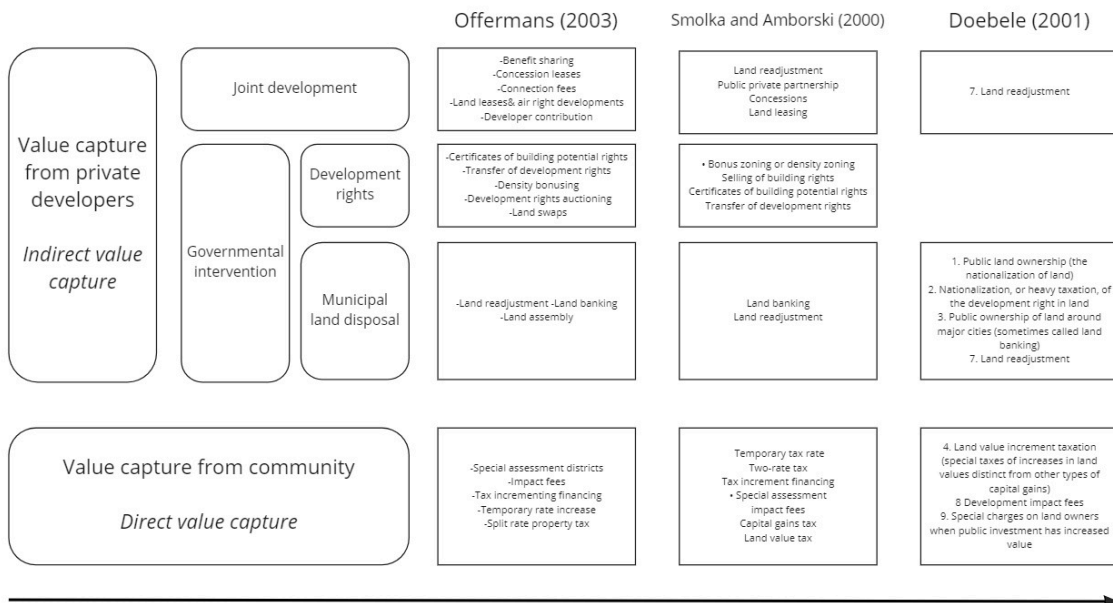 Offermans (2003)
Smolka and Amborski (2000)
Doebele (2001)
Value capture
from private
developers
Indirect value
capture
Joint development
-Benefit sharing
-Concession leases
-Connection fees
-Land leases& air right developments
-Developer contribution
Land readjustment
Public private partnership
Concessions
Land leasing
7. Land readjustment
Governmental
intervention
Development
rights
-Certificates of building potential rights
-Transfer of development rights
-Density bonusing
-Development rights auctioning
-Land swaps
• Bonus zoning or density zoning
Selling of building rights
Certificates of building potential rights
Transfer of development rights
Municipal
land disposal
-Land readjustment -Land banking
-Land assembly
Land banking
Land readjustment
1. Public land ownership (the
nationalization of land)
2. Nationalization, or heavy taxation, of
the development right in land
3. Public ownership of land around
major cities (sometimes called land
banking)
7. Land readjustment
Value capture from community
Direct value capture
-Special assessment districts
-Impact fees
-Tax incrementing financing
-Temporary rate increase
-Split rate property tax
Temporary tax rate
Two-rate tax
Tax increment financing
• Special assessment
impact fees
Capital gains tax
Land value tax
4. Land value increment taxation
(special taxes of increases in land
values distinct from other types of
capital gains)
8 Development impact fees
9. Special charges on land owners
when public investment has increased
value